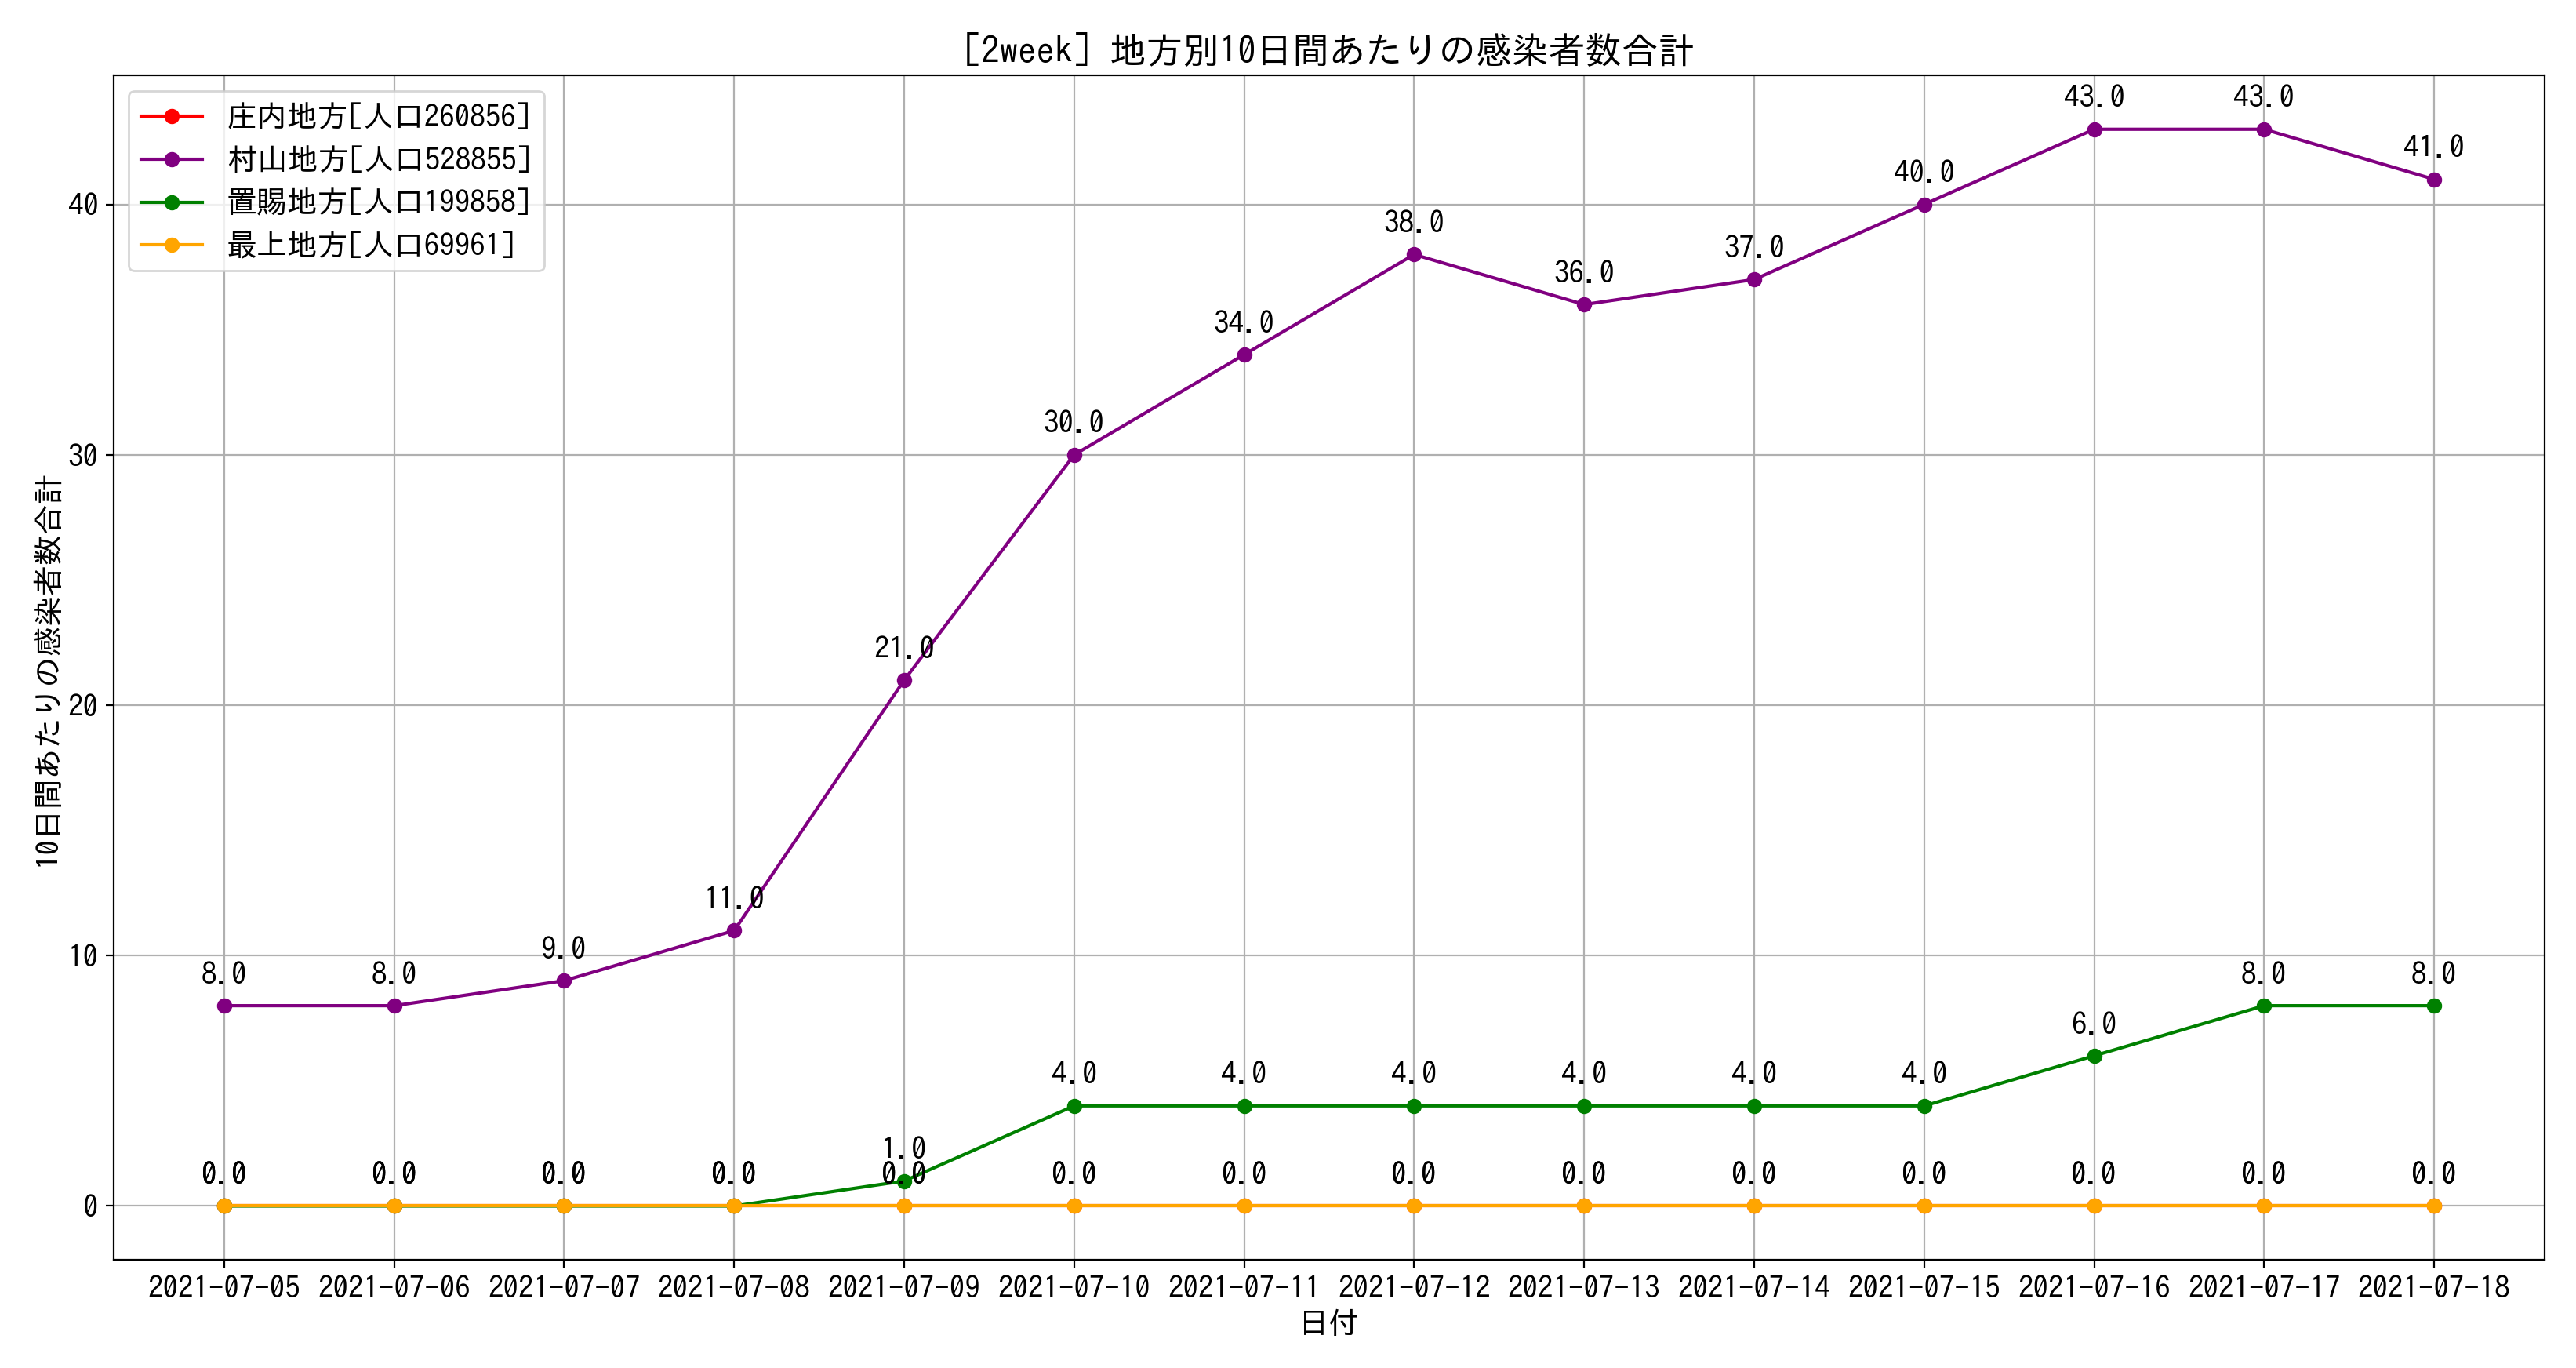 [2week] 地方別10日間あたりの感染者数合計
庄内地方[人口260856]
村山地方[人口528855]
置賜地方[人口199858]
最上地方[人口69961]
10日間あたりの感染者数合計
40
30
20
10
0
8.0 8.0 9.0 11.0 21.0 30.0 34.0 38.0 36.0 37.0 40.0 43.0 43.0 41.0
1.0 4.0 4.0 4.0 4.0 4.0 4.0 6.0 8.0 8.0
0.0 0.0 0.0 0.0 0.0 0.0 0.0 0.0 0.0 0.0 0.0 0.0 0.0 0.0
2021-07-05 2021-07-06 2021-07-07 2021-07-08 2021-07-09 2021-07-10 2021-07-11 2021-07-12 2021-07-13 2021-07-14 2021-07-15 2021-07-16 2021-07-17 2021-07-18
日付